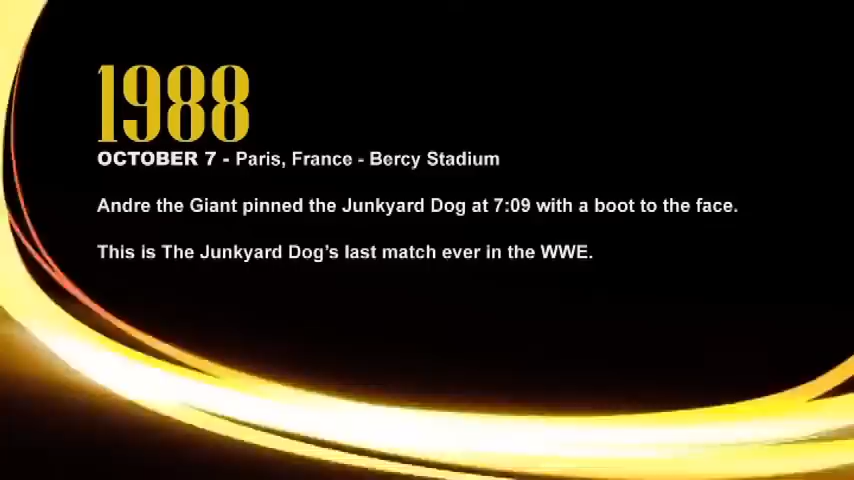 1988
OCTOBER 7 - Paris, France - Bercy Stadium
Andre the Giant pinned the Junkyard Dog at 7:09 with a boot to the face.
This is The Junkyard Dog’s last match ever in the WWE.